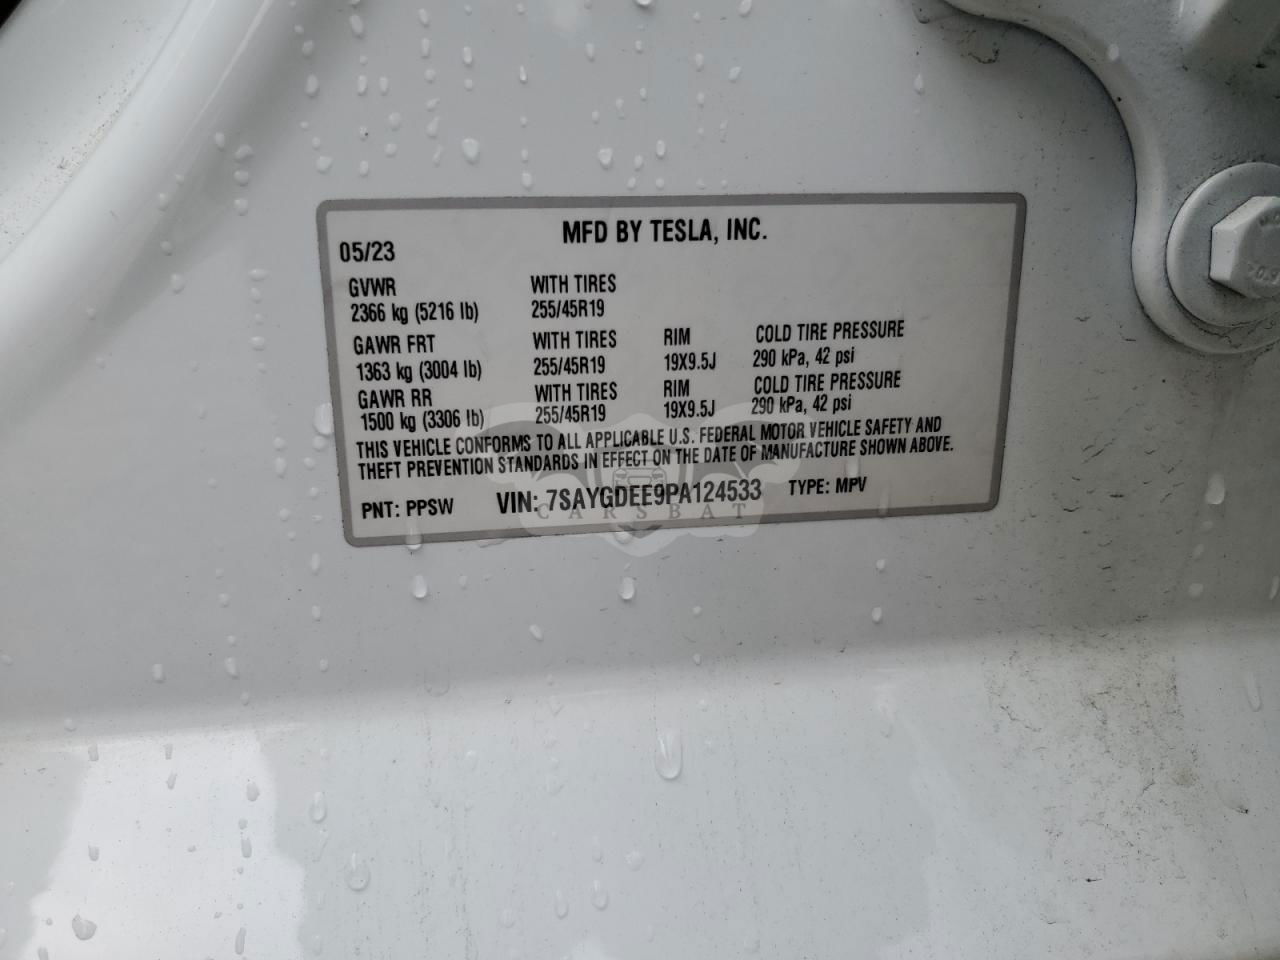 MFD BY TESLA, INC.
05/23
GVWR WITH TIRES
2366 kg (5216 lb) 255/45R19
GAWR FRT WITH TIRES RIM COLD TIRE PRESSURE
1363 kg (3004 lb) 255/45R19 19X9.5J 290 kPa, 42 psi
GAWR RR WITH TIRES RIM COLD TIRE PRESSURE
1500 kg (3306 lb) 255/45R19 19X9.5J 290 kPa, 42 psi
THIS VEHICLE CONFORMS TO ALL APPLICABLE U.S. FEDERAL MOTOR VEHICLE SAFETY AND
THEFT PREVENTION STANDARDS IN EFFECT ON THE DATE OF MANUFACTURE SHOWN ABOVE.
PNT: PPSW VIN: 7SAYGDEE9PA124533 TYPE: MPV
CARSBAT